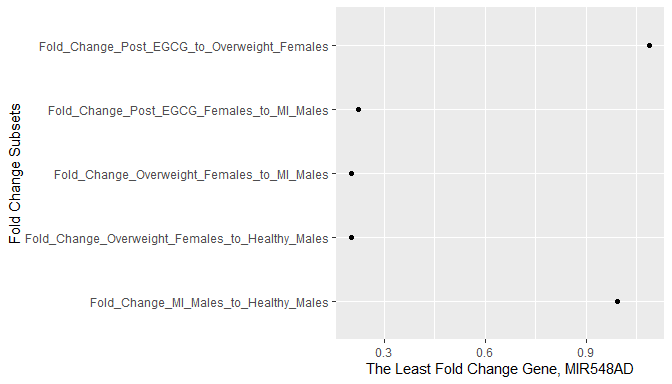 Fold_Change_Post_EGCG_to_Overweight_Females
Fold_Change_Post_EGCG_Females_to_MI_Males
Fold_Change_Overweight_Females_to_MI_Males
Fold_Change_Overweight_Females_to_Healthy_Males
Fold_Change_MI_Males_to_Healthy_Males
Fold Change Subsets
0.3 0.6 0.9
The Least Fold Change Gene, MIR548AD